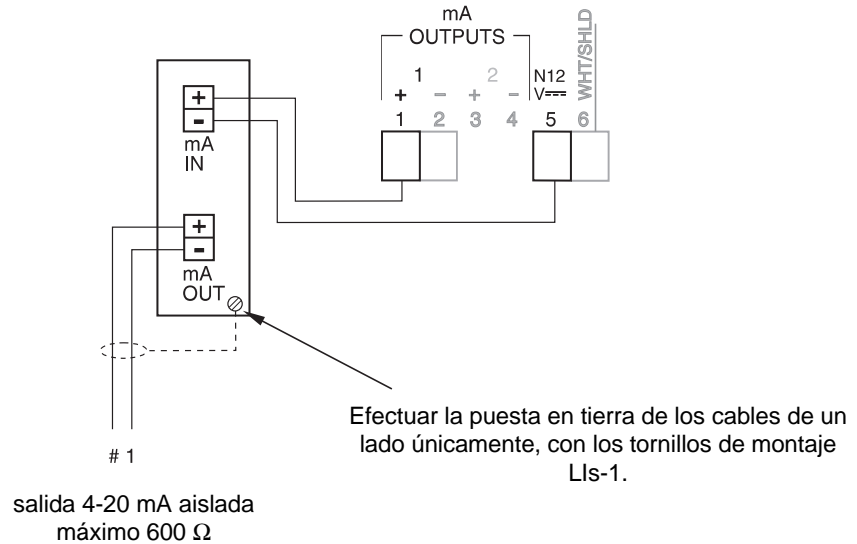 mA
OUTPUTS
1 2
N12
V
WHT/SHLD
+ – + –
1 2 3 4 5 6
+
-
mA
IN
+
-
mA
OUT
# 1
Efectuar la puesta en tierra de los cables de un
lado únicamente, con los tornillos de montaje
LIs-1.
salida 4-20 mA aislada
máximo 600 Ω